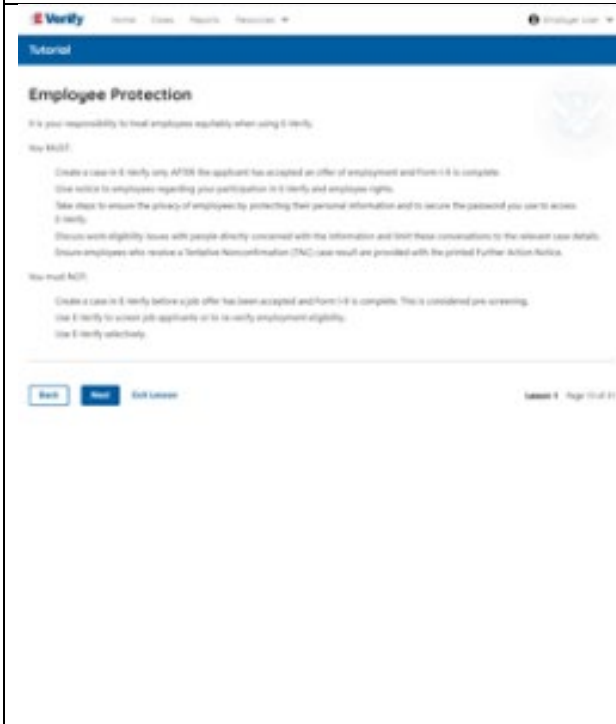 E-Verify Home Cases Reports Resources Employer User
Tutorial
Employee Protection
It is your responsibility to treat employees equitably when using E-Verify.
You MUST:
Create a case in E-Verify only AFTER the applicant has accepted an offer of employment and Form I-9 is complete.
Give notice to employees regarding your participation in E-Verify and employee rights.
Take steps to ensure the privacy of employees by protecting their personal information and to secure the password you use to access
E-Verify.
Discuss work eligibility issues with people directly concerned with the information and limit these conversations to the relevant case details.
Ensure employees who receive a Tentative Nonconfirmation (TNC) case result are provided with the printed Further Action Notice.
You must NOT:
Create a case in E-Verify before a job offer has been accepted and Form I-9 is complete. This is considered pre-screening.
Use E-Verify to screen job applicants or to re-verify employment eligibility.
Use E-Verify selectively.
Back Next Exit Lesson Lesson 1 Page of